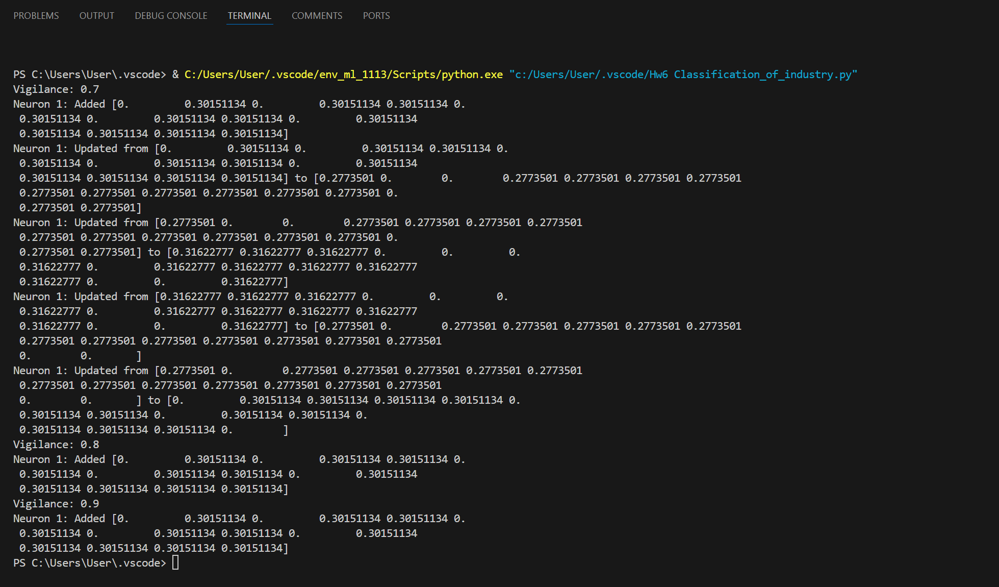 PROBLEMS OUTPUT DEBUG CONSOLE TERMINAL COMMENTS PORTS
PS C:\Users\User\.vscode> & C:/Users/User/.vscode/env_ml_1113/Scripts/python.exe "c:/Users/User/.vscode/Hw6 Classification_of_industry.py"
Vigilance: 0.7
Neuron 1: Added [0.         0.30151134 0.         0.30151134 0.30151134 0.
 0.30151134 0.         0.30151134 0.30151134 0.         0.30151134
 0.30151134 0.30151134 0.30151134 0.30151134]
Neuron 1: Updated from [0.         0.30151134 0.         0.30151134 0.30151134 0.
 0.30151134 0.         0.30151134 0.30151134 0.         0.30151134
 0.30151134 0.30151134 0.30151134 0.30151134] to [0.2773501 0.        0.        0.2773501 0.2773501 0.2773501 0.2773501
 0.2773501 0.2773501 0.2773501 0.2773501 0.2773501 0.2773501 0.
 0.2773501 0.2773501]
Neuron 1: Updated from [0.2773501 0.        0.        0.2773501 0.2773501 0.2773501 0.2773501
 0.2773501 0.2773501 0.2773501 0.2773501 0.2773501 0.2773501 0.
 0.2773501 0.2773501] to [0.31622777 0.31622777 0.31622777 0.         0.         0.
 0.31622777 0.         0.31622777 0.31622777 0.31622777 0.31622777
 0.31622777 0.         0.         0.31622777]
Neuron 1: Updated from [0.31622777 0.31622777 0.31622777 0.         0.         0.
 0.31622777 0.         0.31622777 0.31622777 0.31622777 0.31622777
 0.31622777 0.         0.         0.31622777] to [0.2773501 0.        0.2773501 0.2773501 0.2773501 0.2773501 0.2773501
 0.2773501 0.2773501 0.2773501 0.2773501 0.2773501 0.2773501 0.2773501
 0.        0.       ]
Neuron 1: Updated from [0.2773501 0.        0.2773501 0.2773501 0.2773501 0.2773501 0.2773501
 0.2773501 0.2773501 0.2773501 0.2773501 0.2773501 0.2773501 0.2773501
 0.        0.       ] to [0.         0.30151134 0.30151134 0.30151134 0.30151134 0.
 0.30151134 0.30151134 0.         0.30151134 0.30151134 0.
 0.30151134 0.30151134 0.30151134 0.        ]
Vigilance: 0.8
Neuron 1: Added [0.         0.30151134 0.         0.30151134 0.30151134 0.
 0.30151134 0.         0.30151134 0.30151134 0.         0.30151134
 0.30151134 0.30151134 0.30151134 0.30151134]
Vigilance: 0.9
Neuron 1: Added [0.         0.30151134 0.         0.30151134 0.30151134 0.
 0.30151134 0.         0.30151134 0.30151134 0.         0.30151134
 0.30151134 0.30151134 0.30151134 0.30151134]
PS C:\Users\User\.vscode>